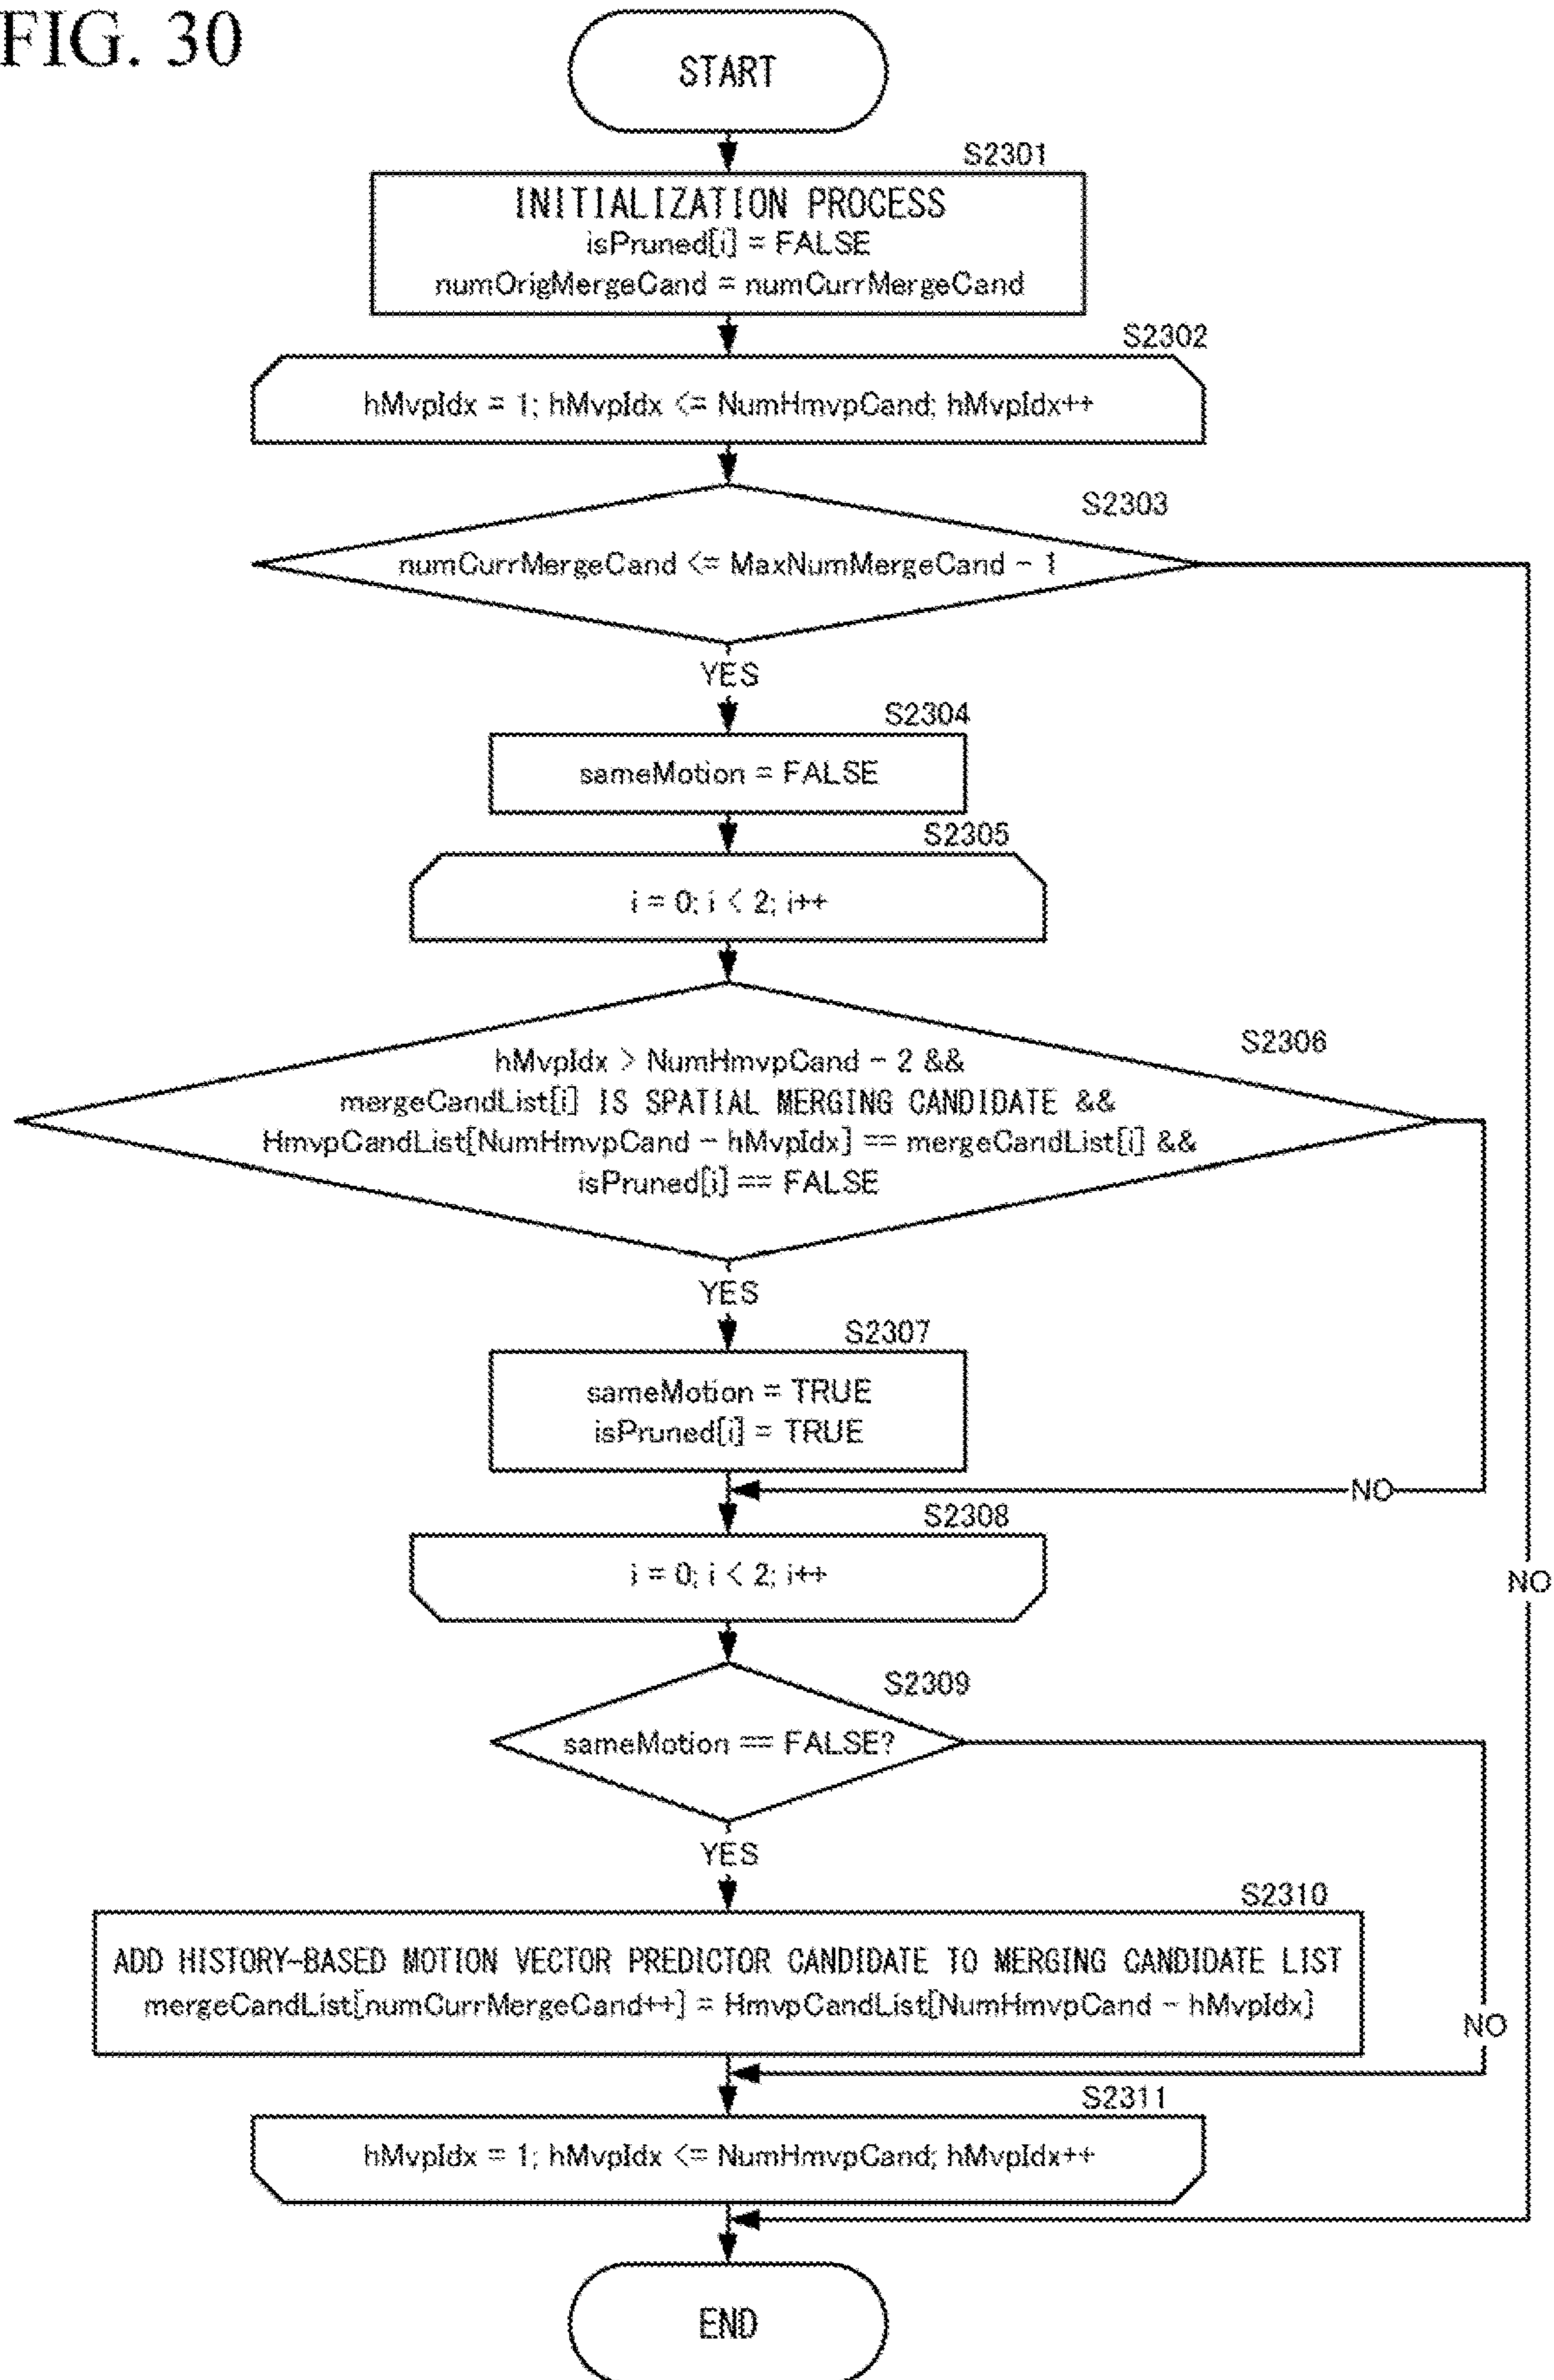 FIG. 30
START
S2301
INITIALIZATION PROCESS
isPruned[i] = FALSE
numOrigMergeCand = numCurrMergeCand
S2302
hMvpIdx = 1; hMvpIdx <= NumHmvpCand; hMvpIdx++
S2303
numCurrMergeCand <= MaxNumMergeCand - 1
YES
S2304
sameMotion = FALSE
S2305
i = 0; i < 2; i++
S2306
hMvpIdx > NumHmvpCand - 2 &&
mergeCandList[i] IS SPATIAL MERGING CANDIDATE &&
HmvpCandList[NumHmvpCand - hMvpIdx] == mergeCandList[i] &&
isPruned[i] == FALSE
YES
S2307
sameMotion = TRUE
isPruned[i] = TRUE
NO
S2308
i = 0; i < 2; i++
NO
S2309
sameMotion == FALSE?
YES
S2310
ADD HISTORY-BASED MOTION VECTOR PREDICTOR CANDIDATE TO MERGING CANDIDATE LIST
mergeCandList[numCurrMergeCand++] = HmvpCandList[NumHmvpCand - hMvpIdx]
NO
S2311
hMvpIdx = 1; hMvpIdx <= NumHmvpCand; hMvpIdx++
END